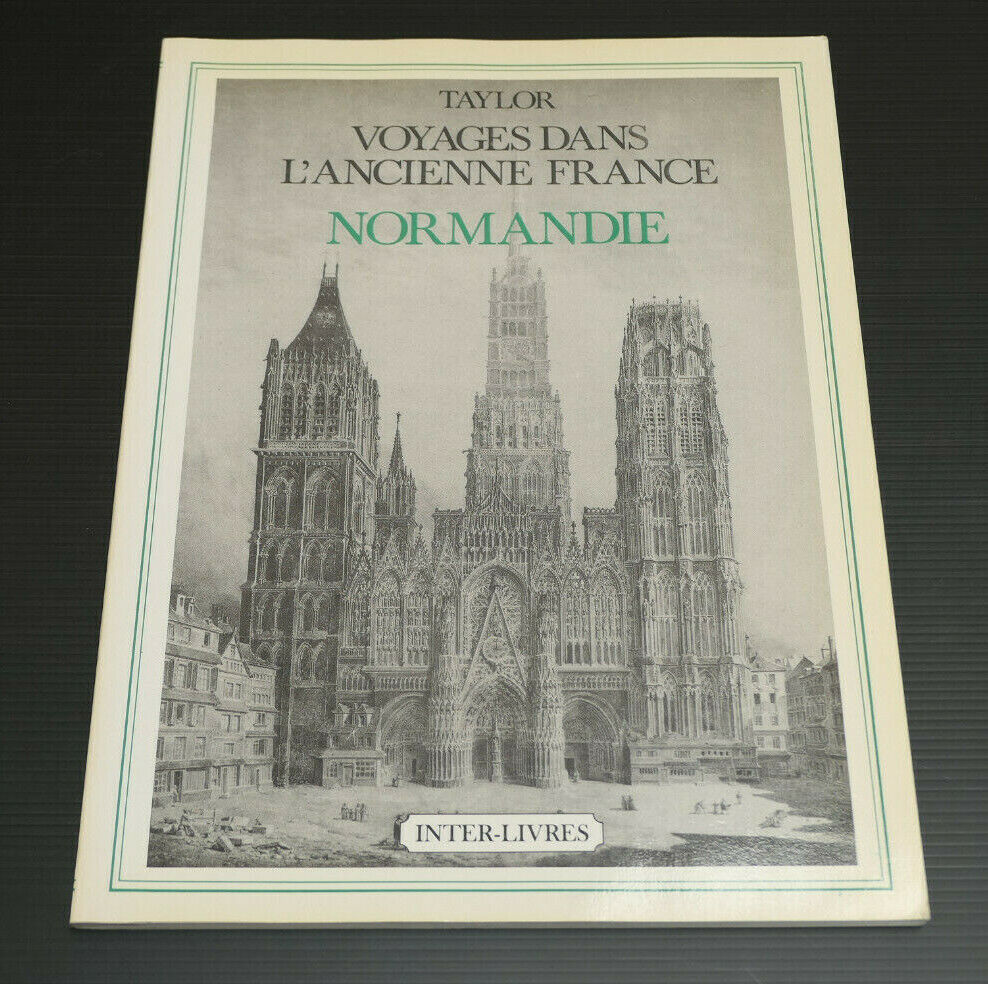 TAYLOR
VOYAGES DANS
L'ANCIENNE FRANCE
NORMANDIE
INTER-LIVRES